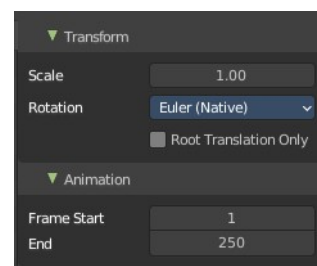 Transform
Scale 1.00
Rotation Euler (Native)
Root Translation Only
Animation
Frame Start 1
End 250